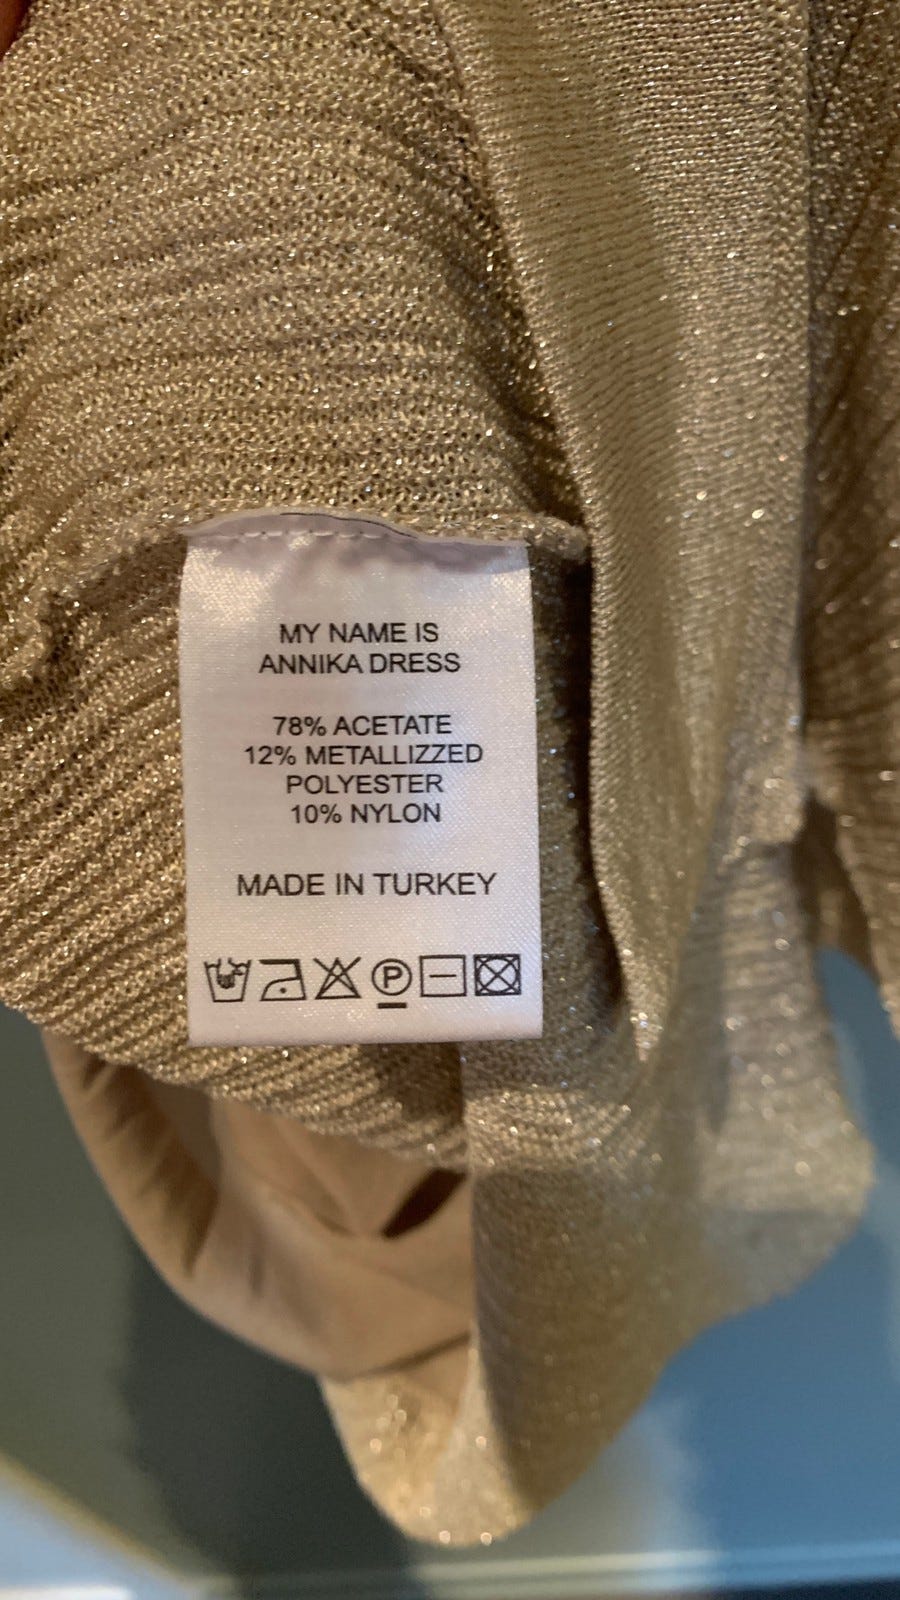 MY NAME IS
ANNIKA DRESS
78% ACETATE
12% METALLIZZED
POLYESTER
10% NYLON
MADE IN TURKEY
P